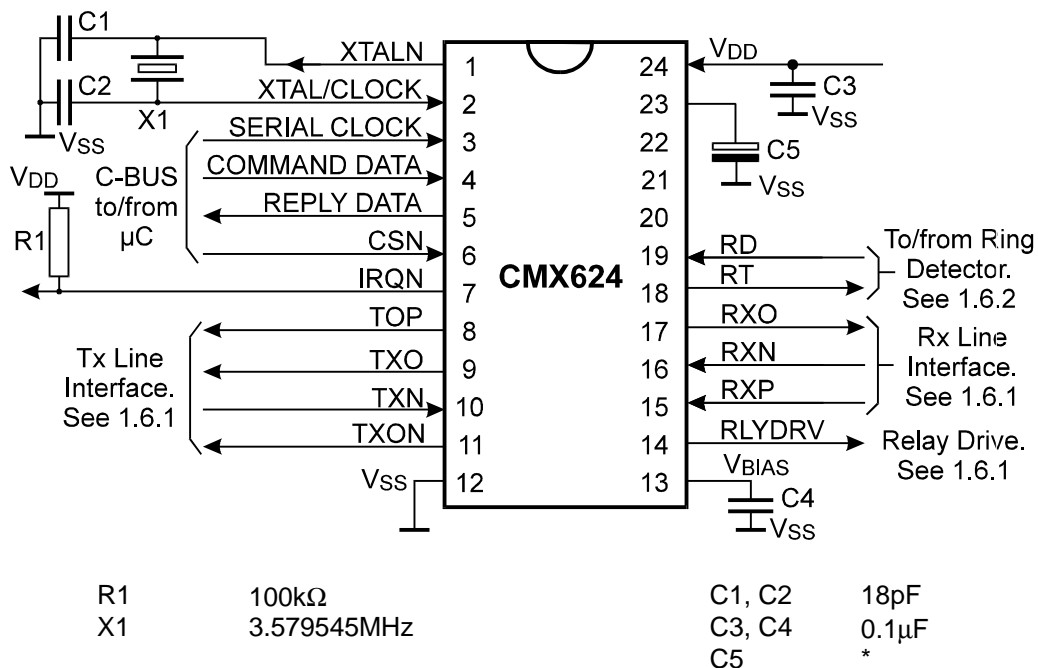 C1
XTALN
1
24
VDD
C2
XTAL/CLOCK
2
23
C3
X1
VSS
VSS
SERIAL CLOCK
3
22
C5
COMMAND DATA
4
21
VSS
VDD
C-BUS
to/from
µC
REPLY DATA
5
20
R1
CSN
6
19
RD
To/from Ring
Detector.
See 1.6.2
CMX624
IRQN
7
18
RT
TOP
8
17
RXO
Rx Line
Interface.
See 1.6.1
Tx Line
Interface.
See 1.6.1
TXO
9
16
RXN
TXN
10
15
RXP
TXON
11
14
RLYDRV
Relay Drive.
See 1.6.1
VSS
12
13
VBIAS
C4
VSS
R1 100kΩ C1, C2 18pF
X1 3.579545MHz C3, C4 0.1µF
C5 *